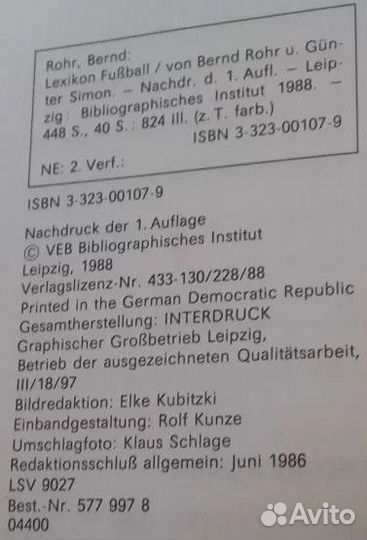 Rohr, Bernd:
Lexikon Fußball / von Bernd Rohr u. Gün-
ter Simon. – Nachdr. d. 1. Aufl. – Leip-
zig : Bibliographisches Institut 1988. –
448 S., 40 S. : 824 Ill. (z. T. farb.)
ISBN 3-323-00107-9
NE: 2. Verf.:
ISBN 3-323-00107-9
Nachdruck der 1. Auflage
© VEB Bibliographisches Institut
Leipzig, 1988
Verlagslizenz-Nr. 433-130/228/88
Printed in the German Democratic Republic
Gesamtherstellung: INTERDRUCK
Graphischer Großbetrieb Leipzig,
Betrieb der ausgezeichneten Qualitätsarbeit,
III/18/97
Bildredaktion: Elke Kubitzki
Einbandgestaltung: Rolf Kunze
Umschlagfoto: Klaus Schlage
Redaktionsschluß allgemein: Juni 1986
LSV 9027
Best.-Nr. 577 997 8
04400
Avito